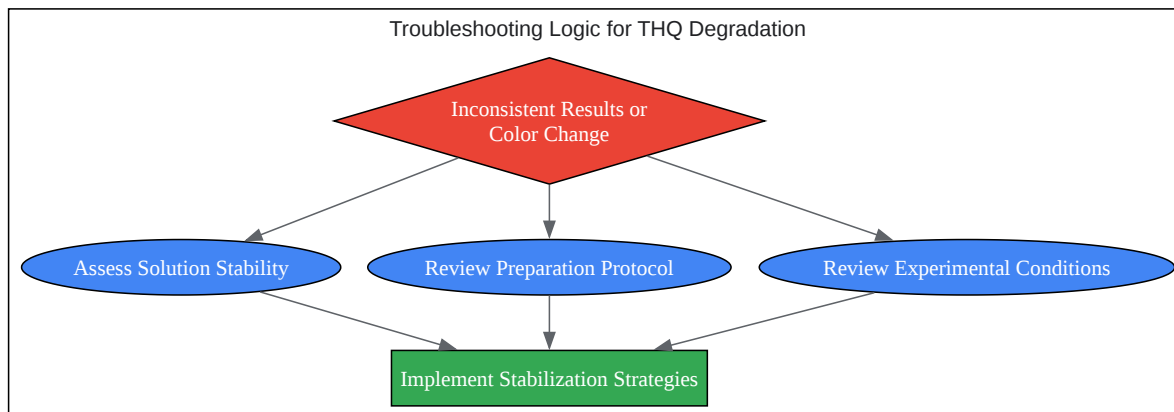 Troubleshooting Logic for THQ Degradation
Inconsistent Results or
Color Change
Assess Solution Stability
Review Preparation Protocol
Review Experimental Conditions
Implement Stabilization Strategies